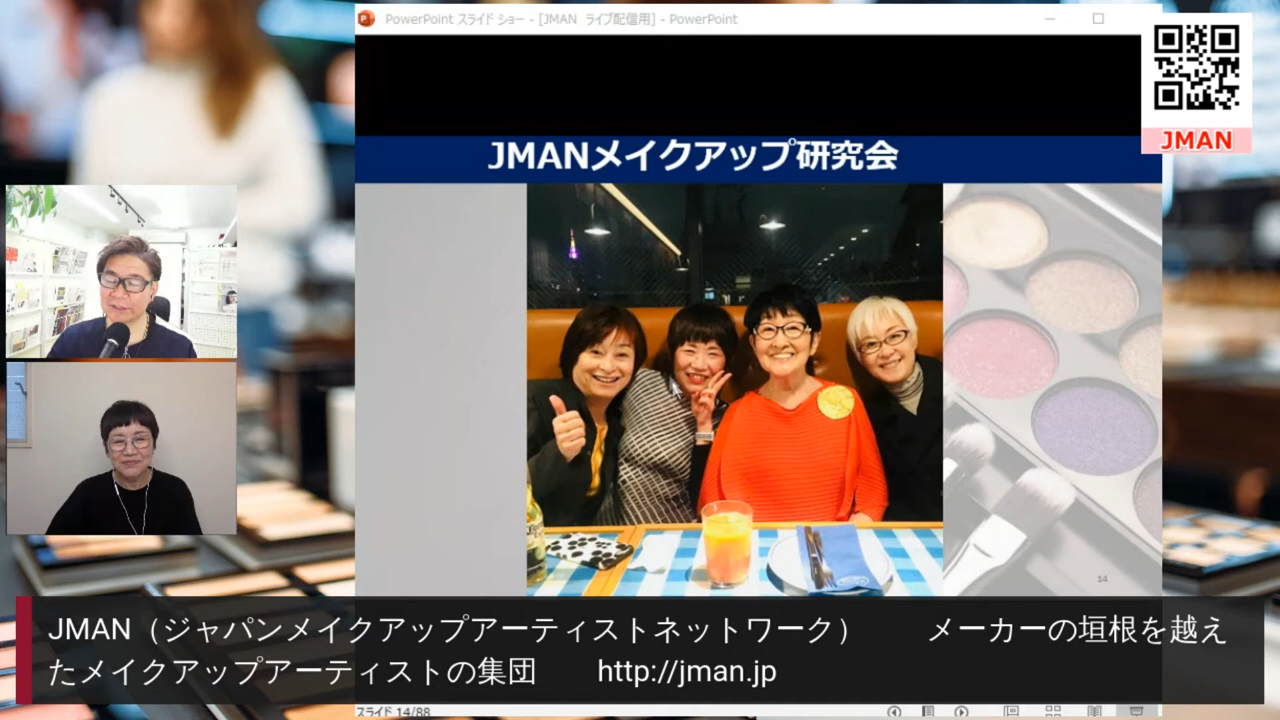 PowerPoint スライド ショー - [JMAN ライブ配信用] - PowerPoint
JMAN
JMANメイクアップ研究会
14
JMAN（ジャパンメイクアップアーティストネットワーク） メーカーの垣根を越え
たメイクアップアーティストの集団 http://jman.jp
スライド 14/88